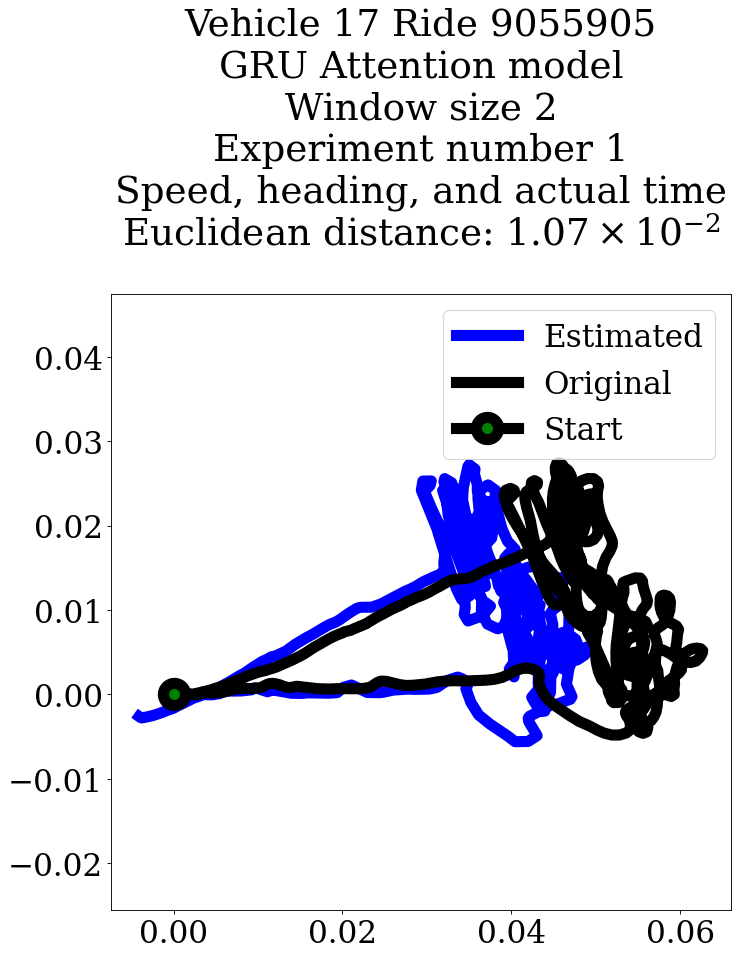 Vehicle 17 Ride 9055905
GRU Attention model
Window size 2
Experiment number 1
Speed, heading, and actual time
Euclidean distance: 1.07 × 10⁻²
Estimated
Original
Start
0.04
0.03
0.02
0.01
0.00
−0.01
−0.02
0.00 0.02 0.04 0.06